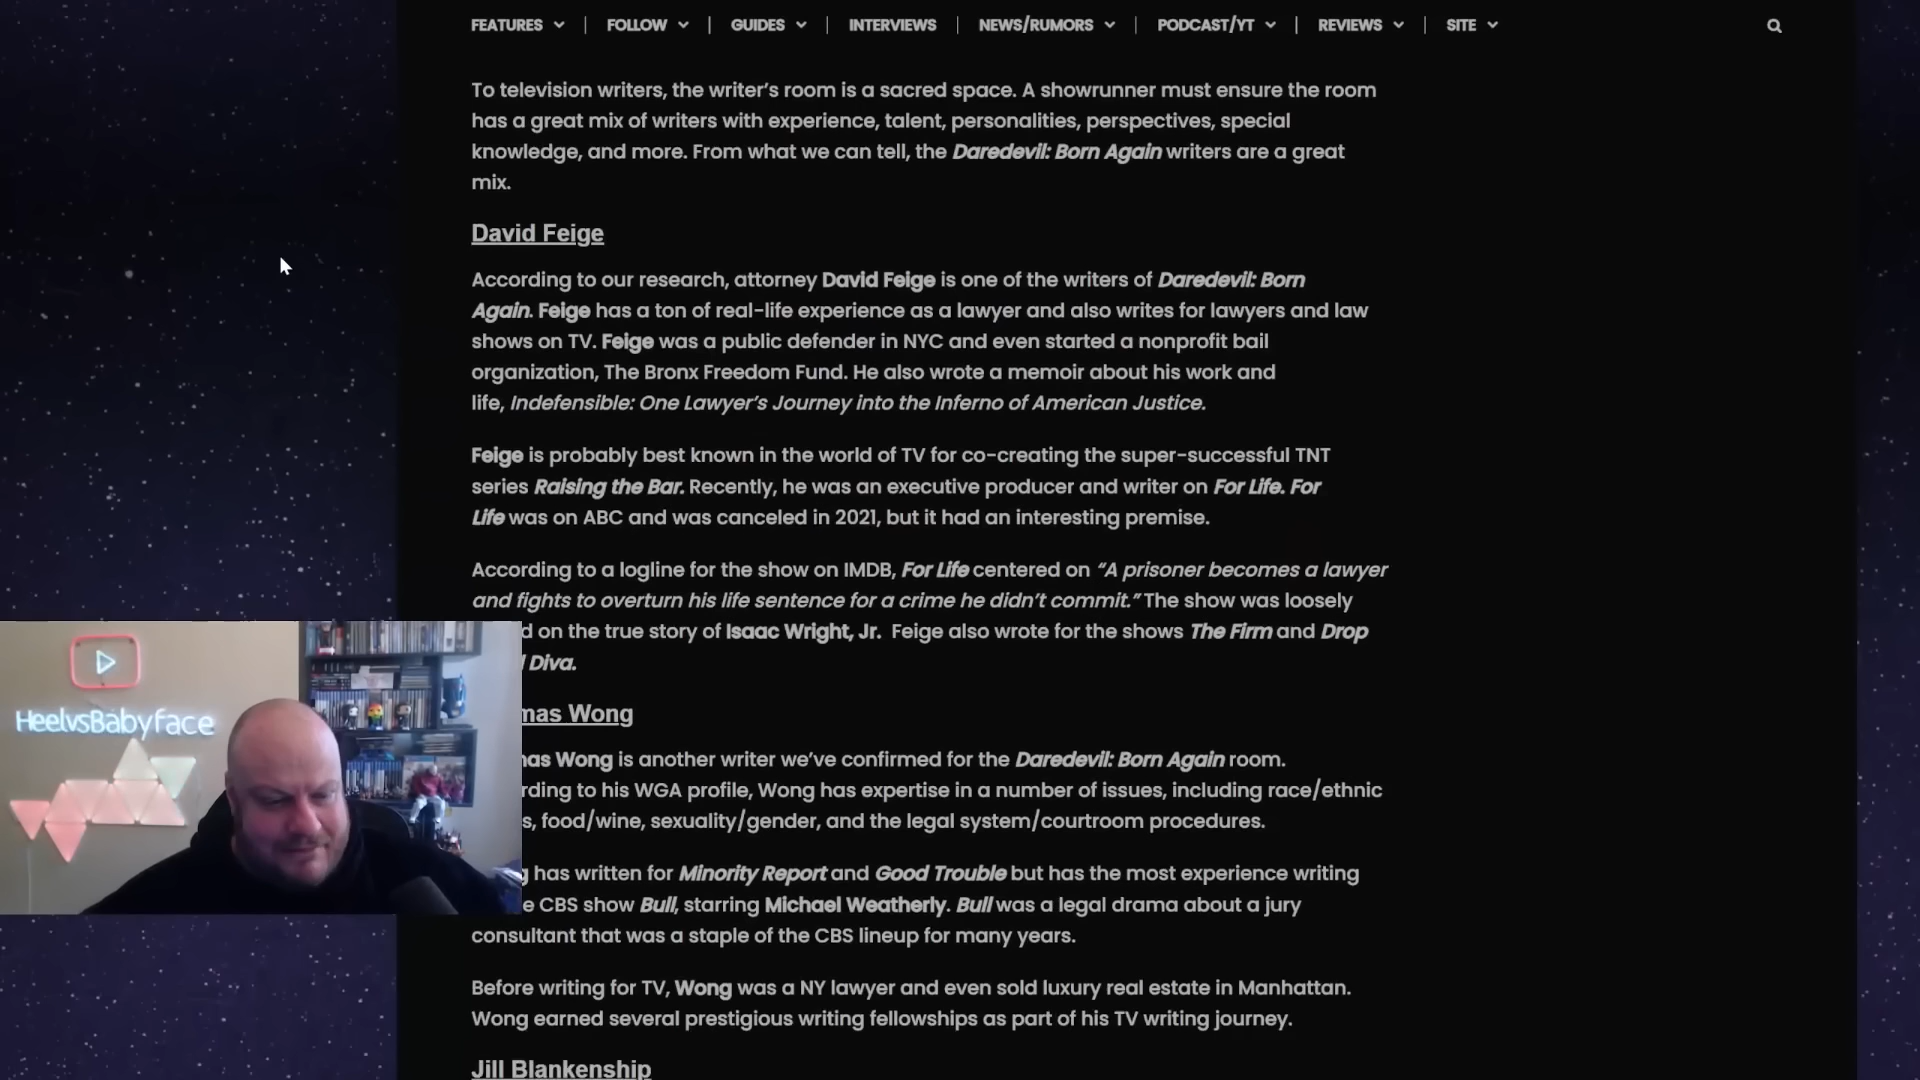 FEATURES | FOLLOW | GUIDES | INTERVIEWS | NEWS/RUMORS | PODCAST/YT | REVIEWS | SITE
To television writers, the writer's room is a sacred space. A showrunner must ensure the room
has a great mix of writers with experience, talent, personalities, perspectives, special
knowledge, and more. From what we can tell, the Daredevil: Born Again writers are a great
mix.
David Feige
According to our research, attorney David Feige is one of the writers of Daredevil: Born
Again. Feige has a ton of real-life experience as a lawyer and also writes for lawyers and law
shows on TV. Feige was a public defender in NYC and even started a nonprofit bail
organization, The Bronx Freedom Fund. He also wrote a memoir about his work and
life, Indefensible: One Lawyer's Journey into the Inferno of American Justice.
Feige is probably best known in the world of TV for co-creating the super-successful TNT
series Raising the Bar. Recently, he was an executive producer and writer on For Life. For
Life was on ABC and was canceled in 2021, but it had an interesting premise.
According to a logline for the show on IMDB, For Life centered on “A prisoner becomes a lawyer
and fights to overturn his life sentence for a crime he didn't commit.” The show was loosely
on the true story of Isaac Wright, Jr. Feige also wrote for the shows The Firm and Drop
Diva.
mas Wong
as Wong is another writer we've confirmed for the Daredevil: Born Again room.
rding to his WGA profile, Wong has expertise in a number of issues, including race/ethnic
s, food/wine, sexuality/gender, and the legal system/courtroom procedures.
has written for Minority Report and Good Trouble but has the most experience writing
e CBS show Bull, starring Michael Weatherly. Bull was a legal drama about a jury
consultant that was a staple of the CBS lineup for many years.
Before writing for TV, Wong was a NY lawyer and even sold luxury real estate in Manhattan.
Wong earned several prestigious writing fellowships as part of his TV writing journey.
Jill Blankenship
HeelvsBabyface